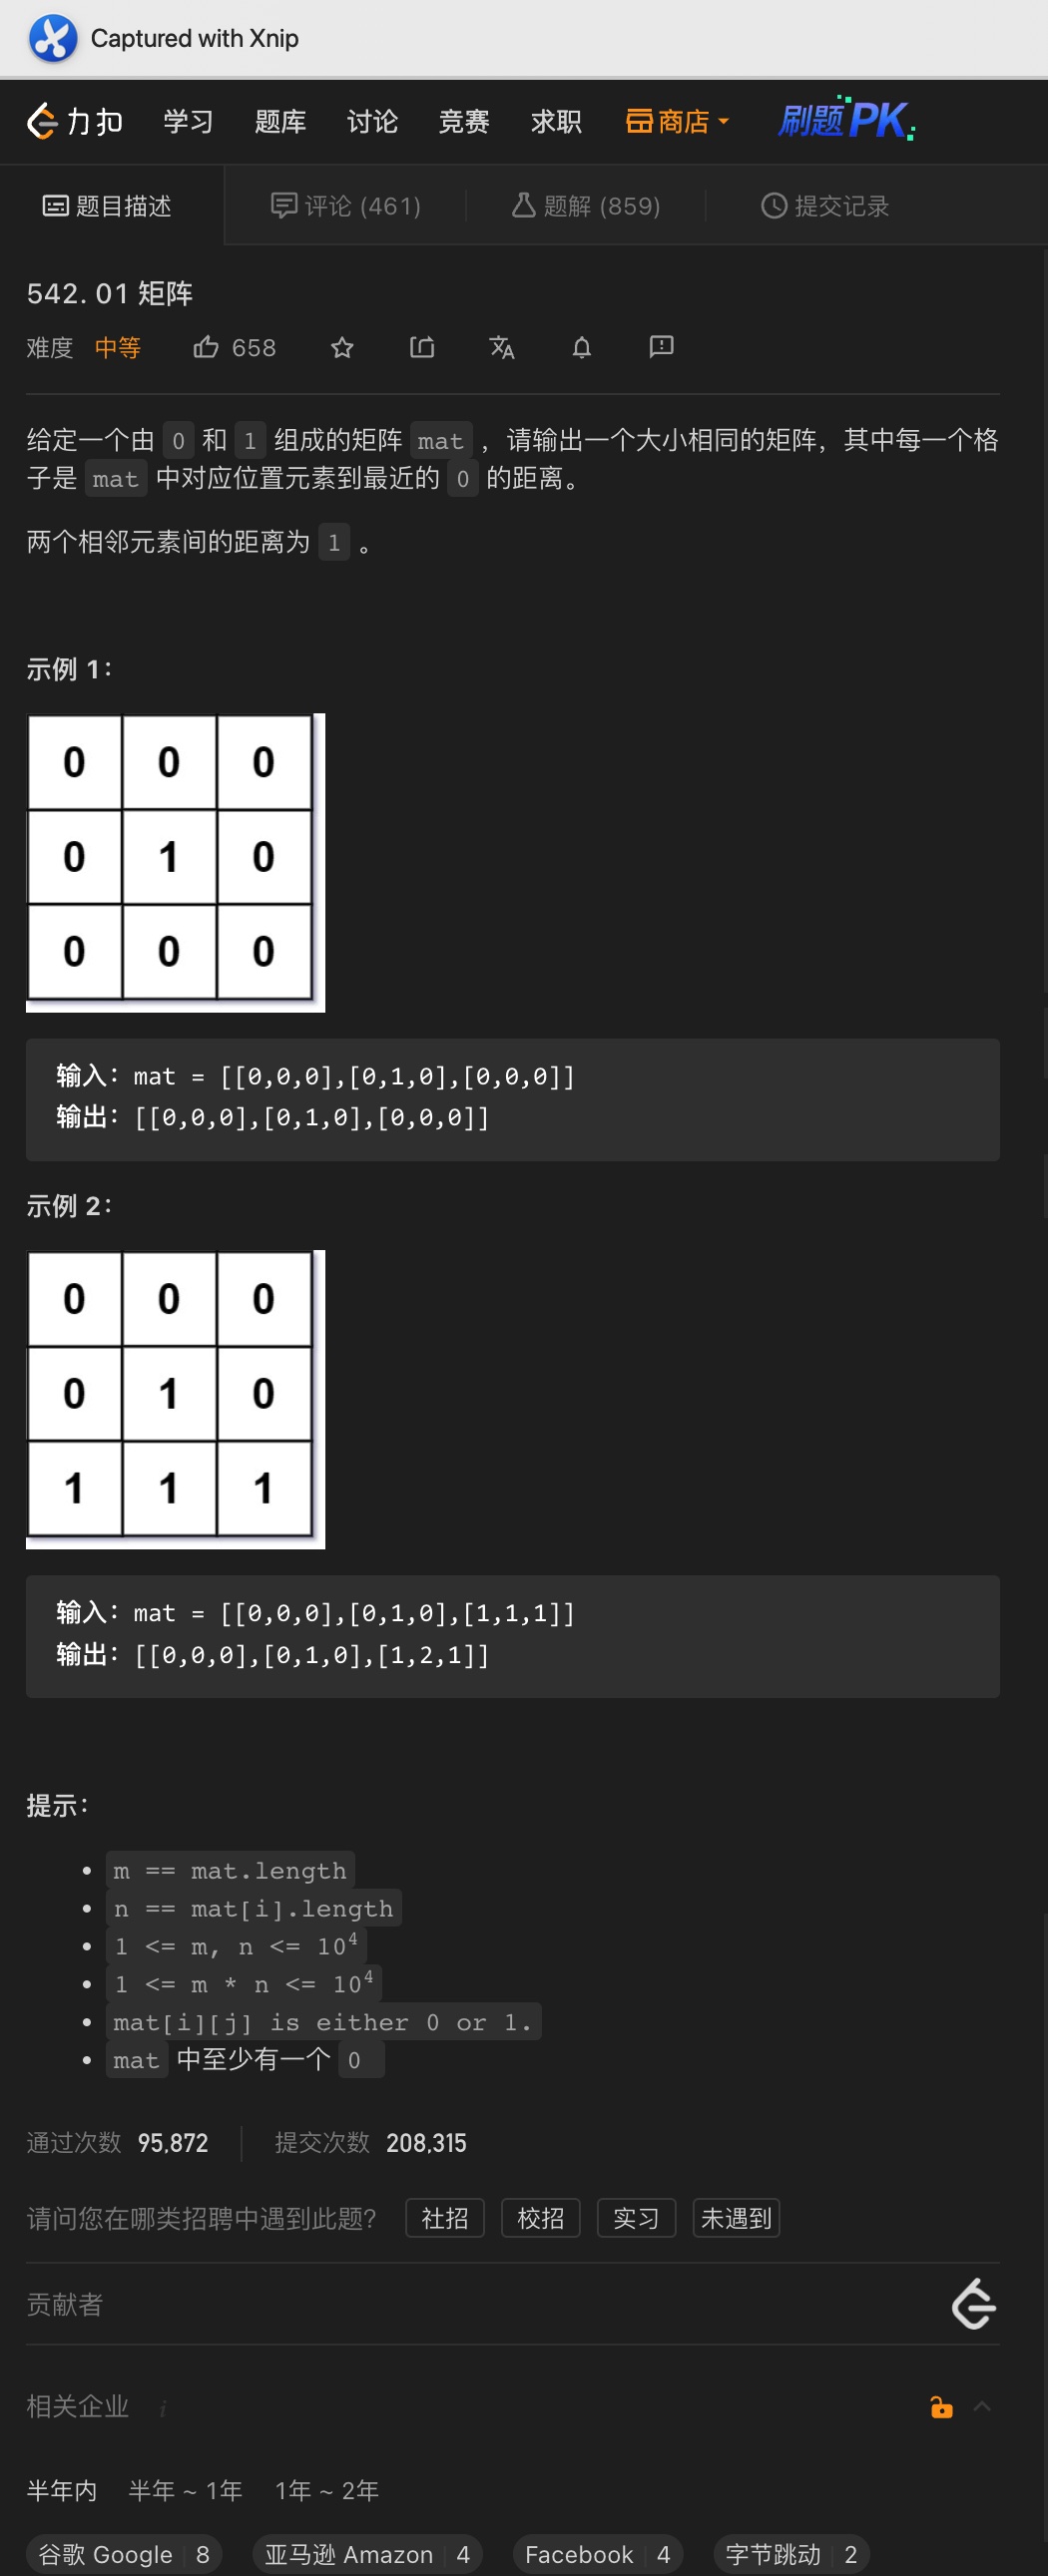 Captured with Xnip
力扣 学习 题库 讨论 竞赛 求职 商店 刷题PK
题目描述 评论 (461) 题解 (859) 提交记录
542. 01 矩阵
难度 中等 658
给定一个由 0 和 1 组成的矩阵 mat ，请输出一个大小相同的矩阵，其中每一个格
子是 mat 中对应位置元素到最近的 0 的距离。
两个相邻元素间的距离为 1 。
示例 1：
0 0 0
0 1 0
0 0 0
输入：mat = [[0,0,0],[0,1,0],[0,0,0]]
输出：[[0,0,0],[0,1,0],[0,0,0]]
示例 2：
0 0 0
0 1 0
1 1 1
输入：mat = [[0,0,0],[0,1,0],[1,1,1]]
输出：[[0,0,0],[0,1,0],[1,2,1]]
提示：
• m == mat.length
• n == mat[i].length
• 1 <= m, n <= 10⁴
• 1 <= m * n <= 10⁴
• mat[i][j] is either 0 or 1.
• mat 中至少有一个 0
通过次数 95,872 提交次数 208,315
请问您在哪类招聘中遇到此题? 社招 校招 实习 未遇到
贡献者
相关企业 i
半年内 半年 ~ 1年 1年 ~ 2年
谷歌 Google 8 亚马逊 Amazon 4 Facebook 4 字节跳动 2